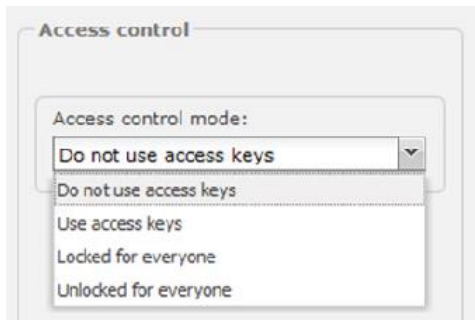 Access control
Access control mode:
Do not use access keys
Do not use access keys
Use access keys
Locked for everyone
Unlocked for everyone